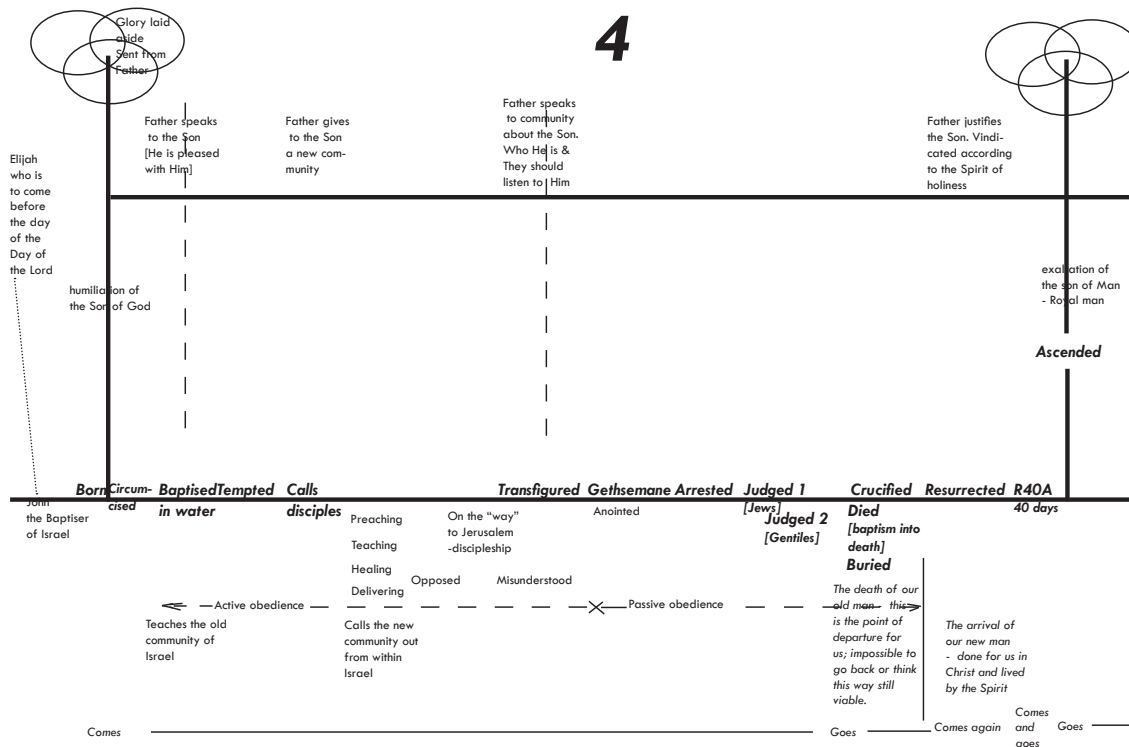 4
Glory laid
aside
Sent from
Father
Father speaks
to the Son
[He is pleased
with Him]
Father gives
to the Son
a new com-
munity
Father speaks
to community
about the Son.
Who He is &
They should
listen to Him
Father justifies
the Son. Vindi-
cated according
to the Spirit of
holiness
Elijah
who is
to come
before
the day
of the
Day of
the Lord
humiliation of
the Son of God
exaltation of
the son of Man
- Royal man
Ascended
Born
Circum-
cised
Baptised
in water
Tempted
Calls
disciples
Transfigured
Gethsemane
Arrested
Judged 1
[Jews]
Judged 2
[Gentiles]
Crucified
Died
[baptism into
death]
Buried
Resurrected
R40A
40 days
John
the Baptiser
of Israel
Preaching
Teaching
Healing
Delivering
On the “way”
to Jerusalem
-discipleship
Anointed
Opposed
Misunderstood
Active obedience
Passive obedience
Teaches the old
community of
Israel
Calls the new
community out
from within
Israel
The death of our
old man - this
is the point of
departure for
us; impossible to
go back or think
this way still
viable.
The arrival of
our new man
- done for us in
Christ and lived
by the Spirit
Comes
Goes
Comes again
Comes
and
goes
Goes